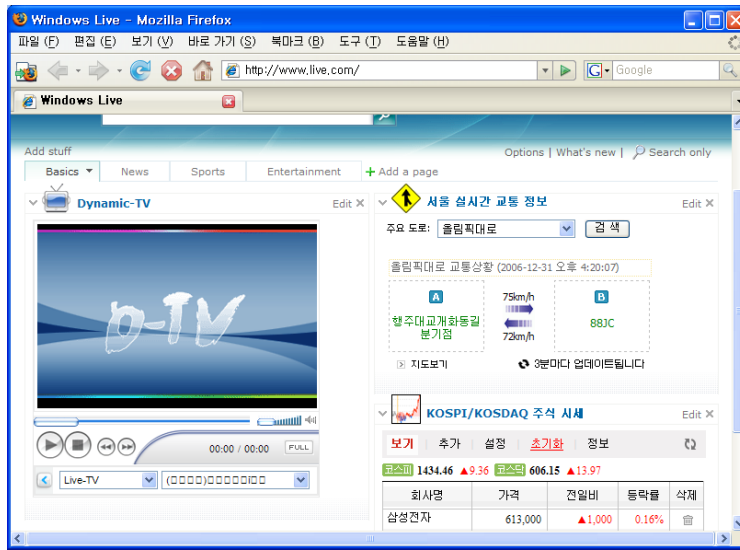 Windows Live - Mozilla Firefox
파일 (F) 편집 (E) 보기 (V) 바로 가기 (S) 북마크 (B) 도구 (T) 도움말 (H)
http://www.live.com/
G Google
Windows Live
Add stuff
Options | What's new | Search only
Basics News Sports Entertainment + Add a page
Dynamic-TV Edit X
D-TV
00:00 / 00:00 FULL
Live-TV (□□□□)□□□□□i□□
서울 실시간 교통 정보 Edit X
주요 도로: 올림픽대로 검 색
올림픽대로 교통상황 (2006-12-31 오후 4:20:07)
A 75km/h B
행주대교개화동길 분기점 72km/h 88JC
지도보기 3분마다 업데이트됩니다
KOSPI/KOSDAQ 주식 시세 Edit X
보기 | 추가 | 설정 | 초기화 | 정보
코스피 1434.46 ▲9.36 코스닥 606.15 ▲13.97
회사명 가격 전일비 등락률 삭제
삼성전자 613,000 ▲1,000 0.16%